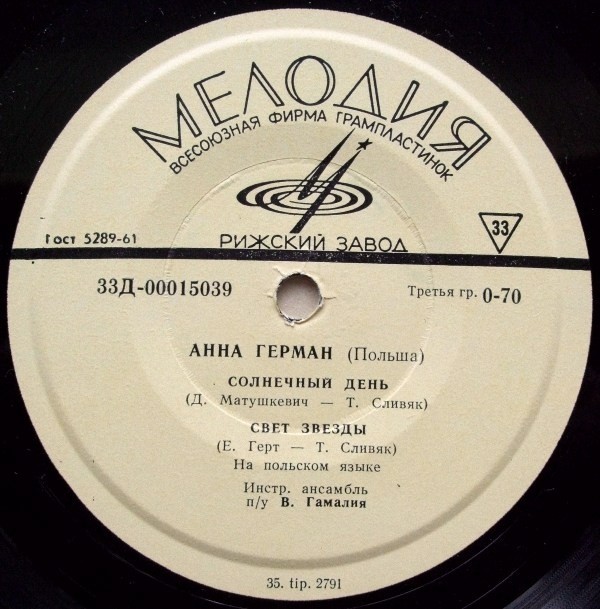 МЕЛОДИЯ
ВСЕСОЮЗНАЯ ФИРМА ГРАМПЛАСТИНОК
Гост 5289-61
РИЖСКИЙ ЗАВОД
33
33Д-00015039
Третья гр. 0-70
АННА ГЕРМАН (Польша)
СОЛНЕЧНЫЙ ДЕНЬ
(Д. Матушкевич — Т. Сливяк)
СВЕТ ЗВЕЗДЫ
(Е. Герт — Т. Сливяк)
На польском языке
Инстр. ансамбль
п/у В. Гамалия
35. tip. 2791